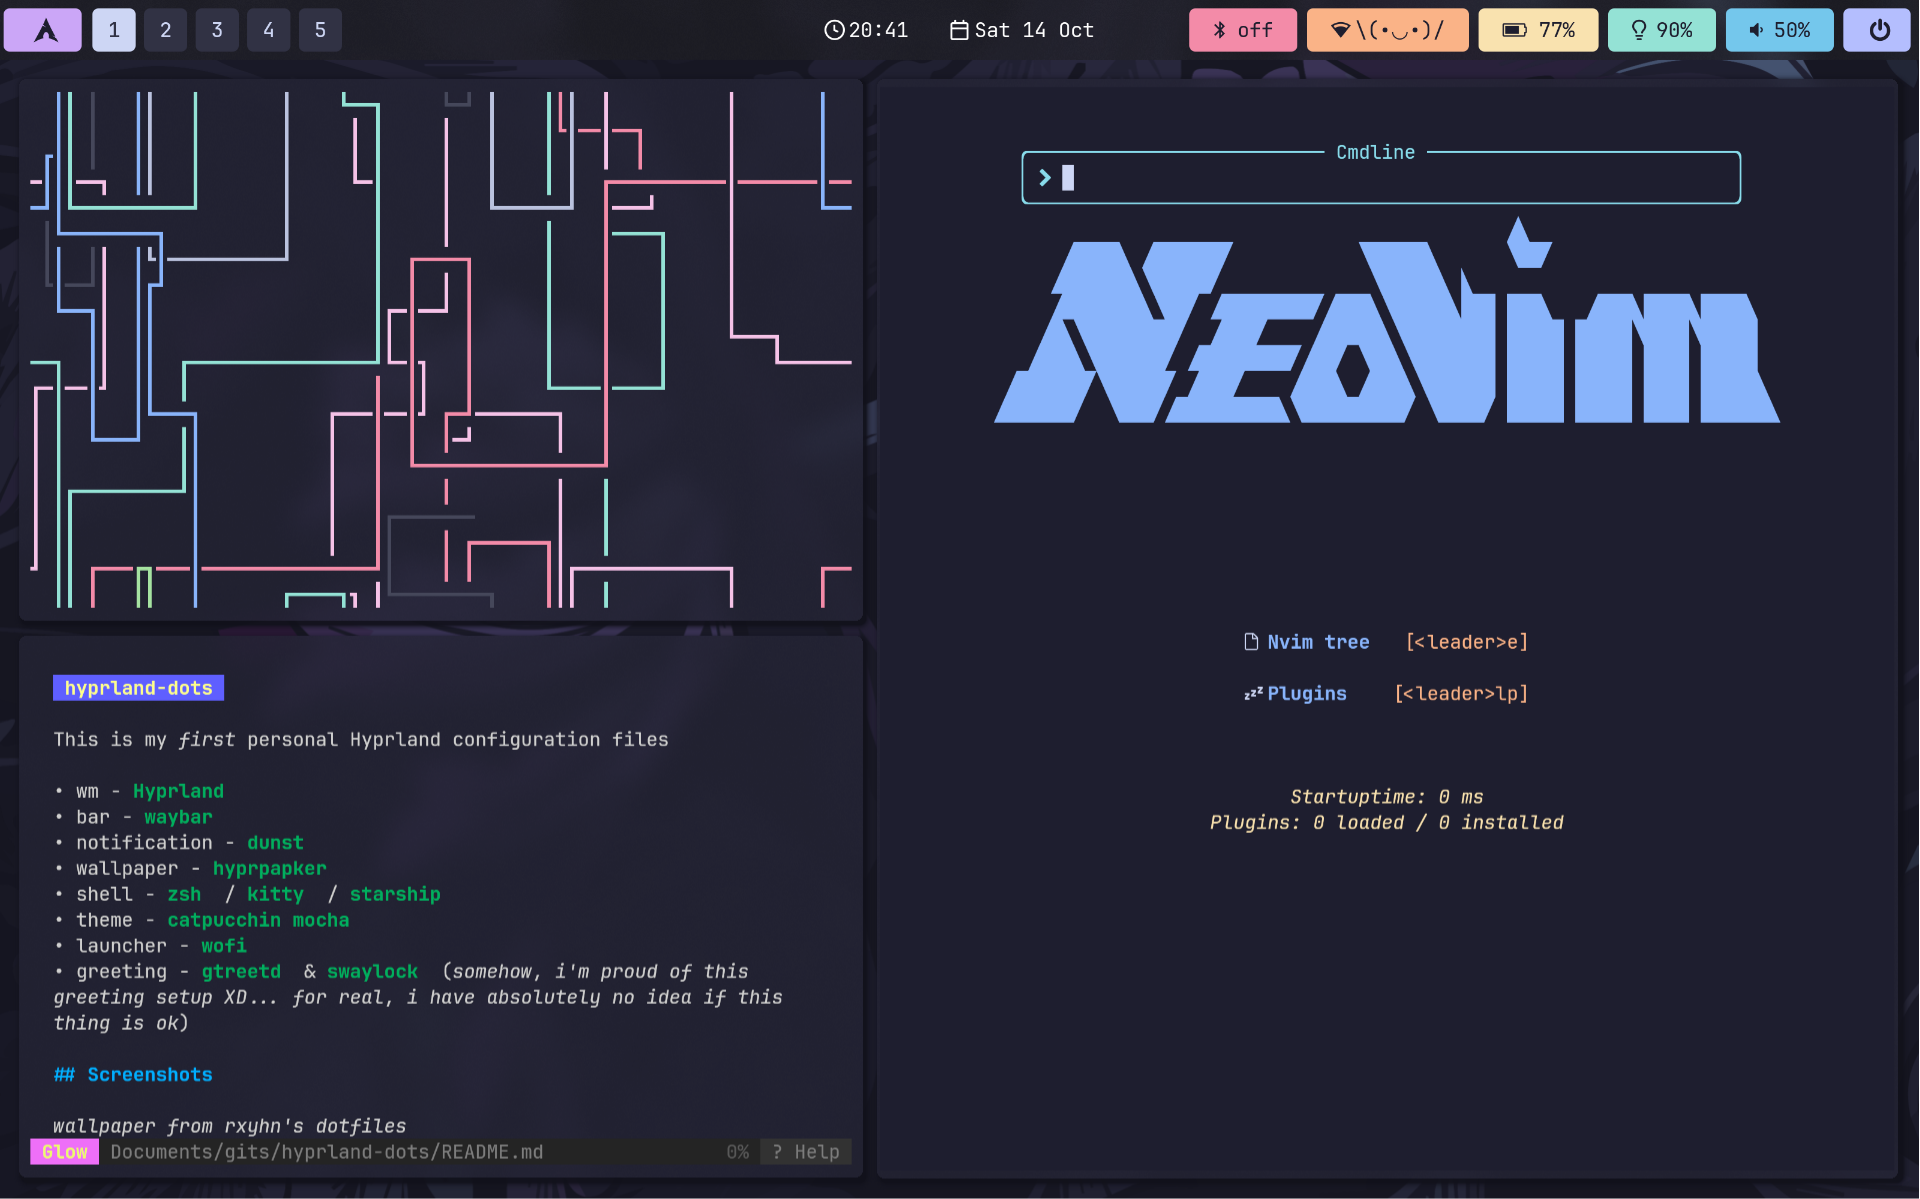 1 2 3 4 5
20:41 Sat 14 Oct
off \(•‿•)/ 77% 90% 50%
hyprland-dots
This is my first personal Hyprland configuration files
• wm - Hyprland
• bar - waybar
• notification - dunst
• wallpaper - hyprpapker
• shell - zsh / kitty / starship
• theme - catpucchin mocha
• launcher - wofi
• greeting - gtreetd & swaylock (somehow, i'm proud of this
greeting setup XD... for real, i have absolutely no idea if this
thing is ok)
## Screenshots
wallpaper from rxyhn's dotfiles
Glow Documents/gits/hyprland-dots/README.md 0% ? Help
Cmdline
NEOVIM
Nvim tree [<leader>e]
zzz Plugins [<leader>lp]
Startuptime: 0 ms
Plugins: 0 loaded / 0 installed